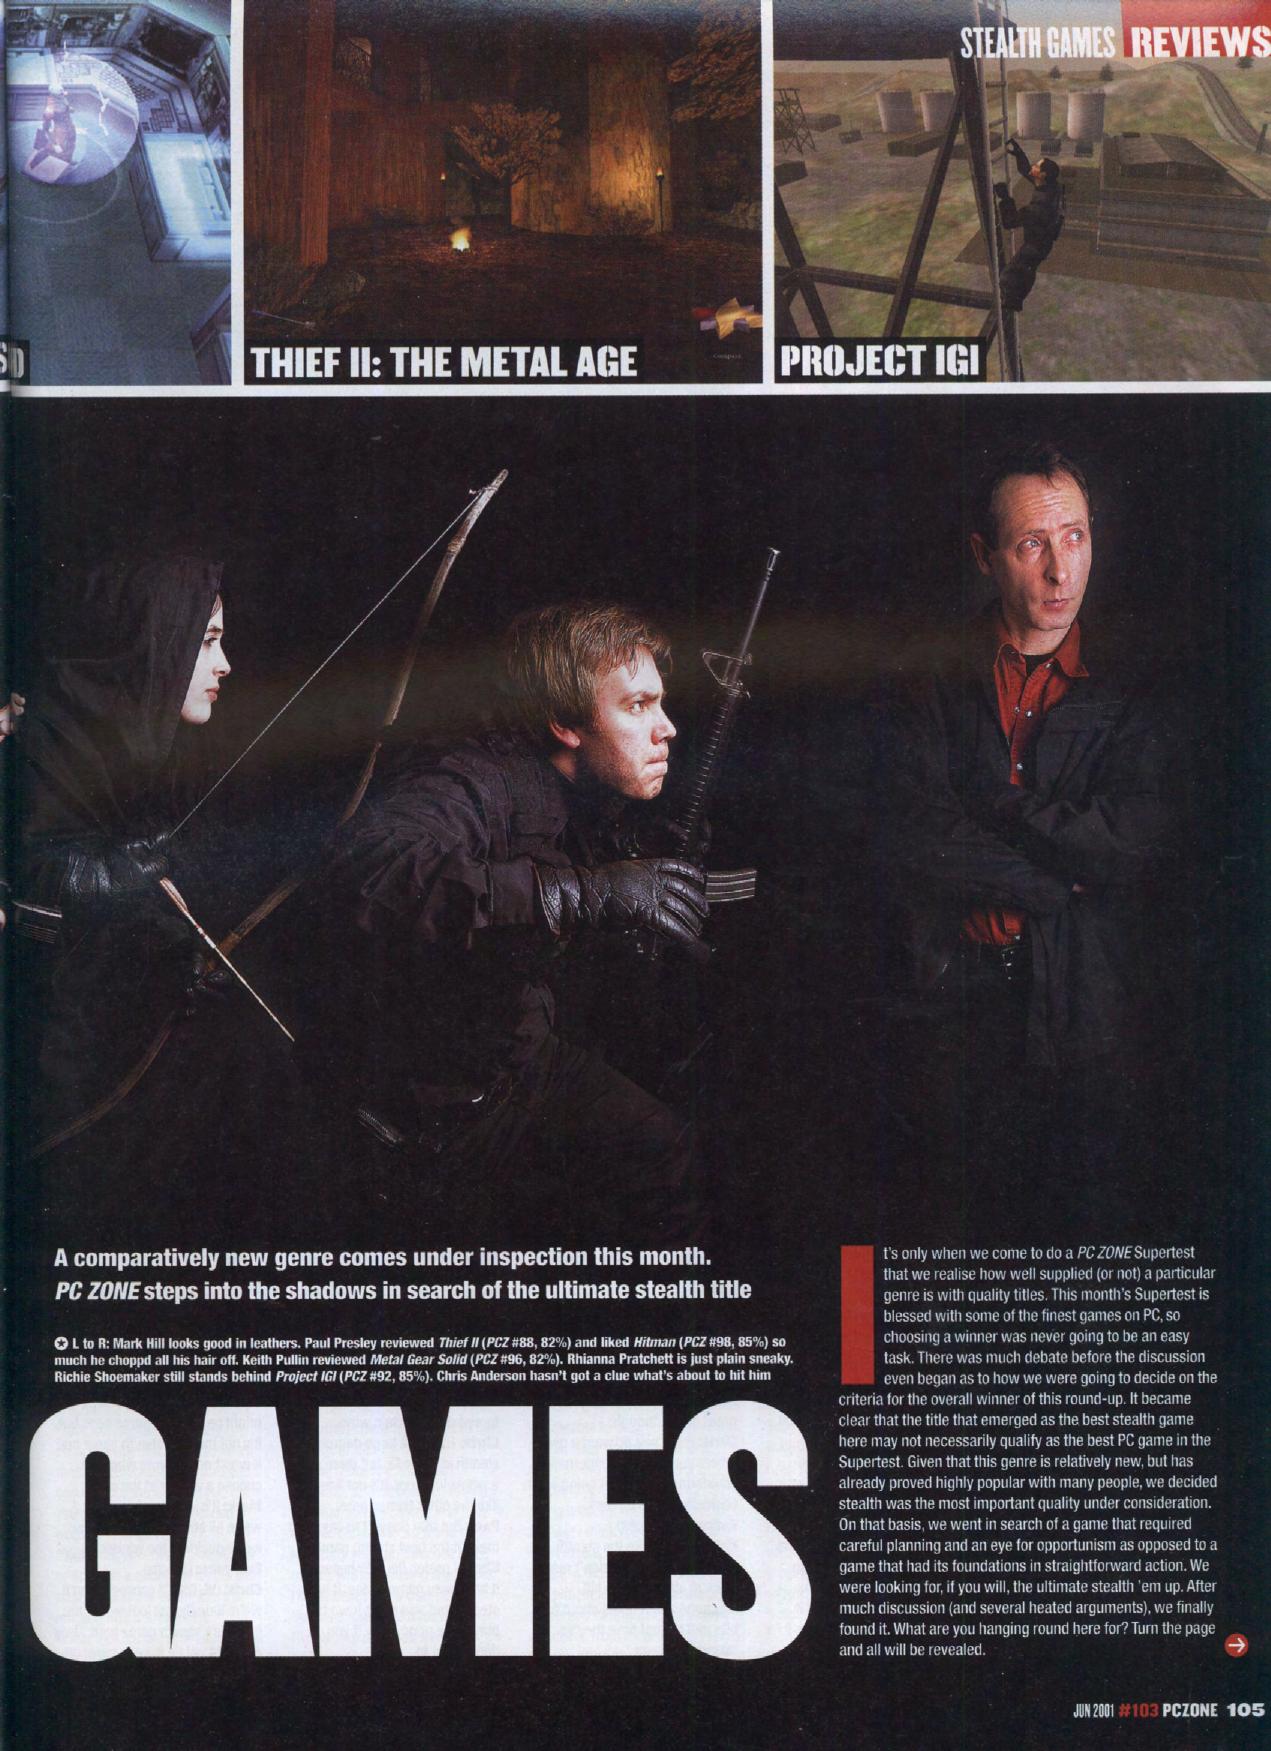 STEALTH GAMES REVIEWS
THIEF II: THE METAL AGE
PROJECT IGI
A comparatively new genre comes under inspection this month.
PC ZONE steps into the shadows in search of the ultimate stealth title
L to R: Mark Hill looks good in leathers. Paul Presley reviewed Thief II (PCZ #88, 82%) and liked Hitman (PCZ #98, 85%) so
much he choppd all his hair off. Keith Pullin reviewed Metal Gear Solid (PCZ #96, 82%). Rhianna Pratchett is just plain sneaky.
Richie Shoemaker still stands behind Project IGI (PCZ #92, 85%). Chris Anderson hasn't got a clue what's about to hit him
GAMES
It's only when we come to do a PC ZONE Supertest
that we realise how well supplied (or not) a particular
genre is with quality titles. This month's Supertest is
blessed with some of the finest games on PC, so
choosing a winner was never going to be an easy
task. There was much debate before the discussion
even began as to how we were going to decide on the
criteria for the overall winner of this round-up. It became
clear that the title that emerged as the best stealth game
here may not necessarily qualify as the best PC game in the
Supertest. Given that this genre is relatively new, but has
already proved highly popular with many people, we decided
stealth was the most important quality under consideration.
On that basis, we went in search of a game that required
careful planning and an eye for opportunism as opposed to a
game that had its foundations in straightforward action. We
were looking for, if you will, the ultimate stealth 'em up. After
much discussion (and several heated arguments), we finally
found it. What are you hanging round here for? Turn the page
and all will be revealed.
JUN 2001 #103 PCZONE 105